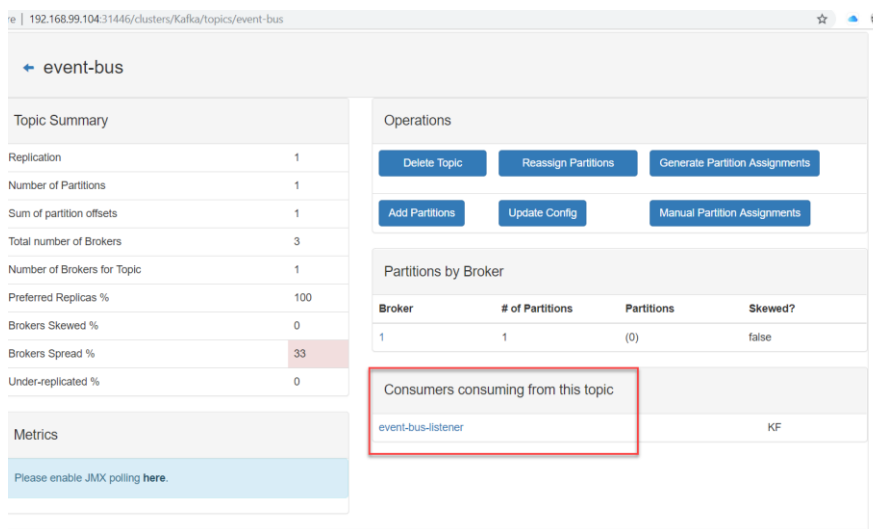 re | 192.168.99.104:31446/clusters/Kafka/topics/event-bus
event-bus
Topic Summary
Replication 1
Number of Partitions 1
Sum of partition offsets 1
Total number of Brokers 3
Number of Brokers for Topic 1
Preferred Replicas % 100
Brokers Skewed % 0
Brokers Spread % 33
Under-replicated % 0
Metrics
Please enable JMX polling here.
Operations
Delete Topic Reassign Partitions Generate Partition Assignments
Add Partitions Update Config Manual Partition Assignments
Partitions by Broker
Broker # of Partitions Partitions Skewed?
1 1 (0) false
Consumers consuming from this topic
event-bus-listener KF